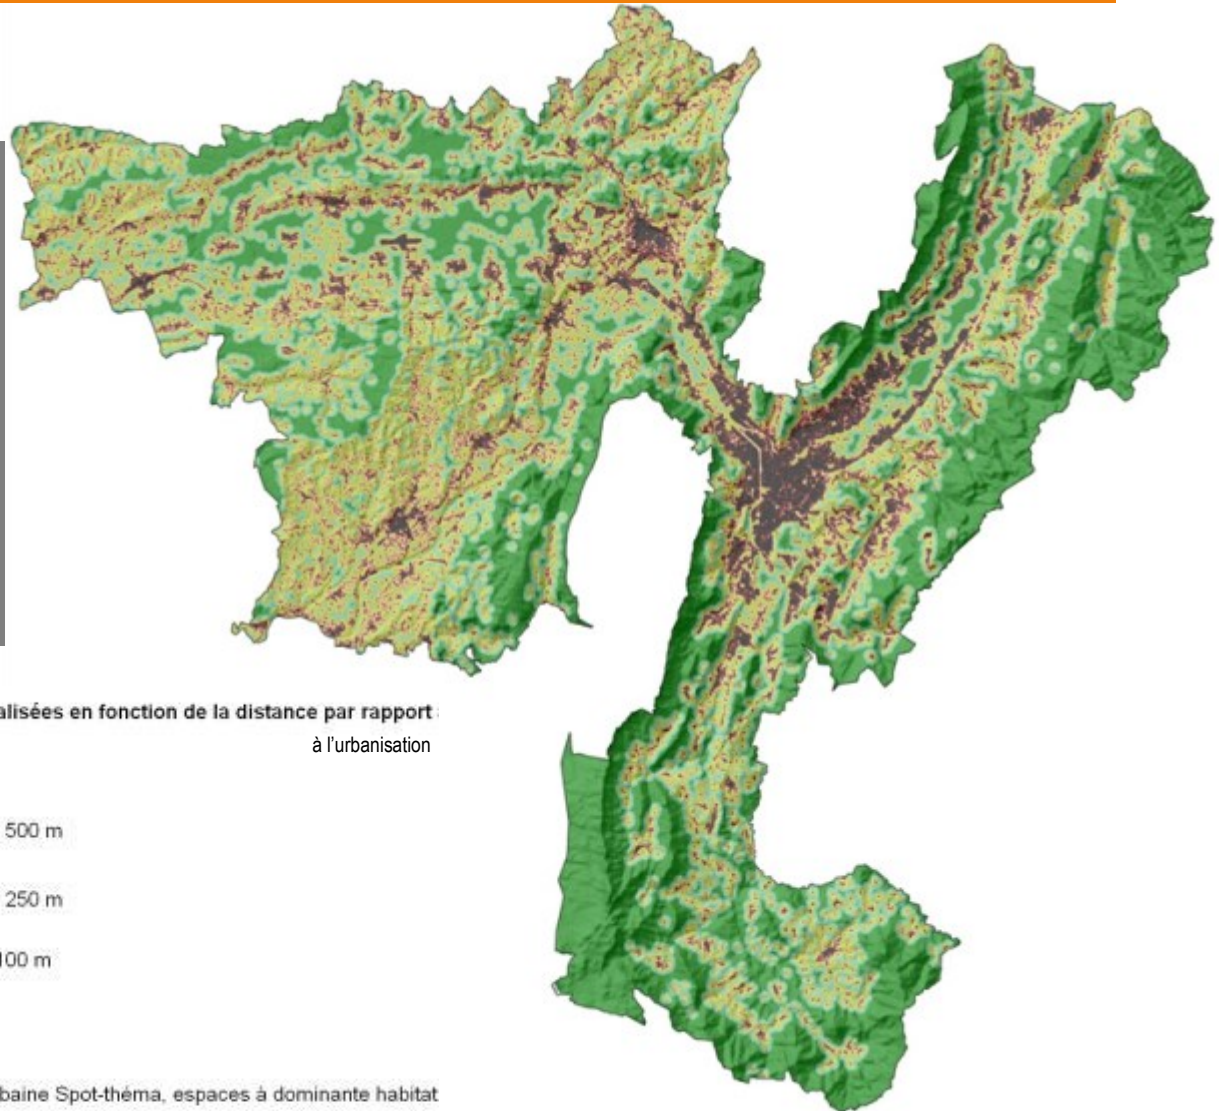 alisées en fonction de la distance par rapport
à l'urbanisation
500 m
250 m
100 m
baine Spot-théma, espaces à dominante habitat